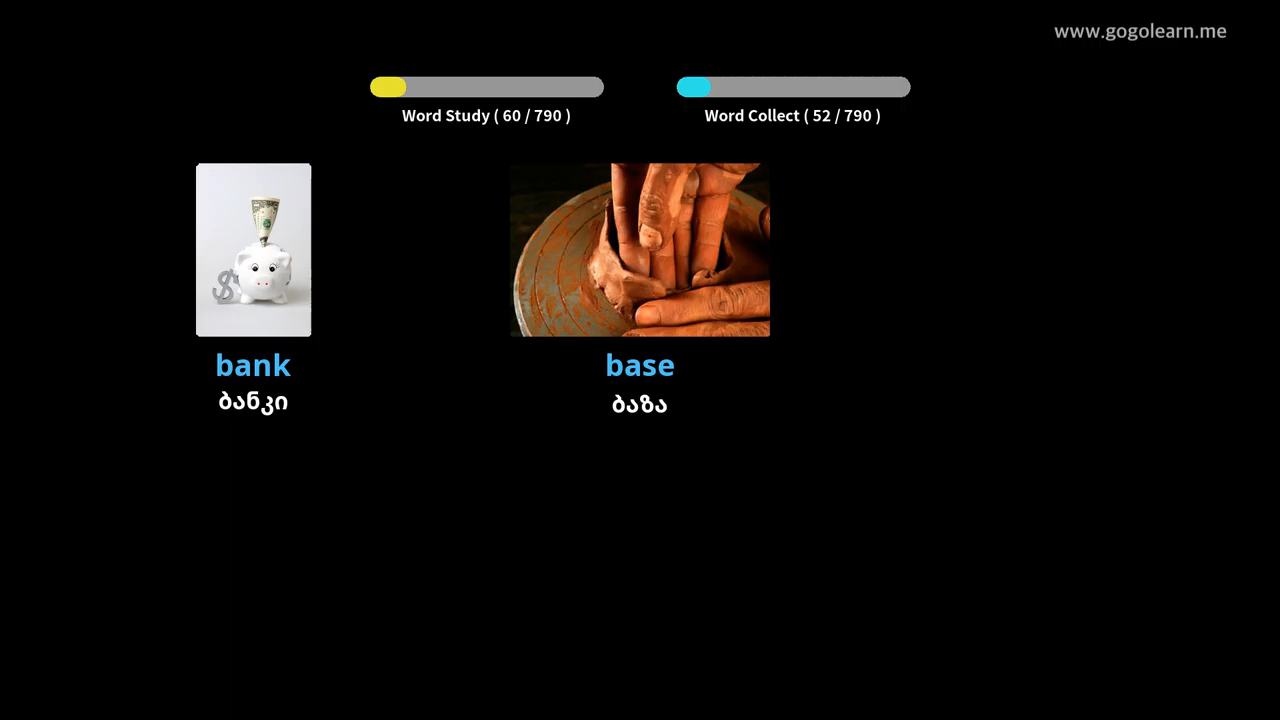 www.gogolearn.me
Word Study ( 60 / 790 )
Word Collect ( 52 / 790 )
bank
ბანკი
base
ბაზა